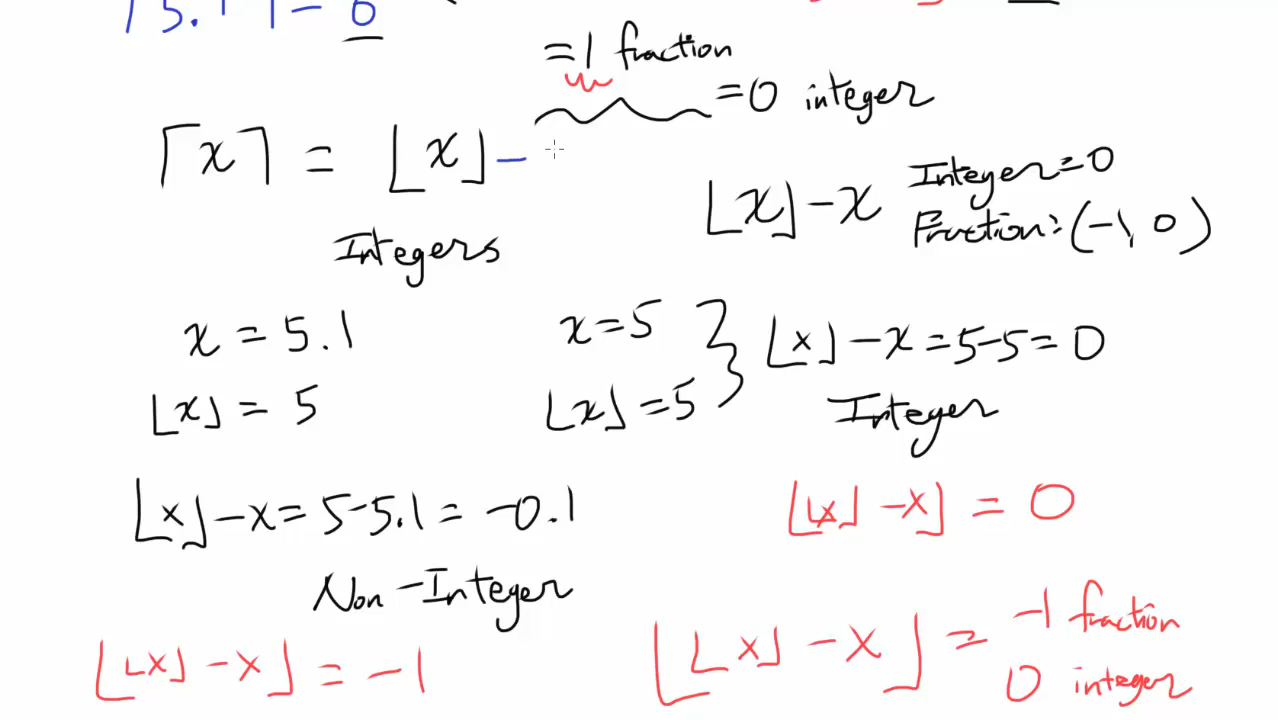 = 1 fraction
= 0 integer
⌈x⌉ = ⌊x⌋ −
Integers
⌊x⌋ − x
Integer = 0
Fraction: (−1, 0)
x = 5.1
⌊x⌋ = 5
x = 5
⌊x⌋ = 5
⌊x⌋ − x = 5 − 5 = 0
Integer
⌊x⌋ − x = 5 − 5.1 = −0.1
Non-Integer
⌊⌊x⌋ − x⌋ = 0
⌊⌊x⌋ − x⌋ = −1
⌊⌊x⌋ − x⌋ = −1 fraction
0 integer